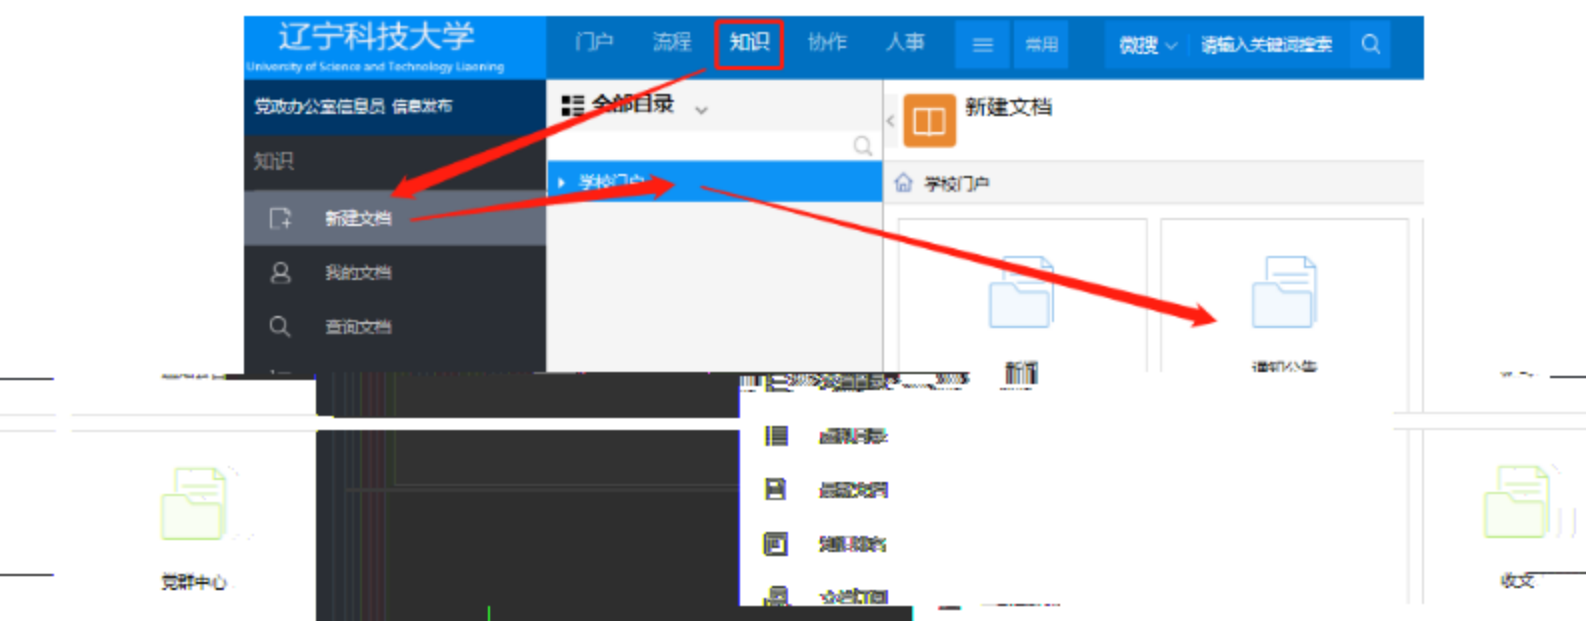 辽宁科技大学
University of Science and Technology Liaoning
门户 流程 知识 协作 人事 常用 微搜 请输入关键词搜索
党政办公室信息员 信息发布
全部目录
新建文档
知识
学校门户
学校门户
新建文档
我的文档
查询文档
新闻
通知公告
党群中心
收文